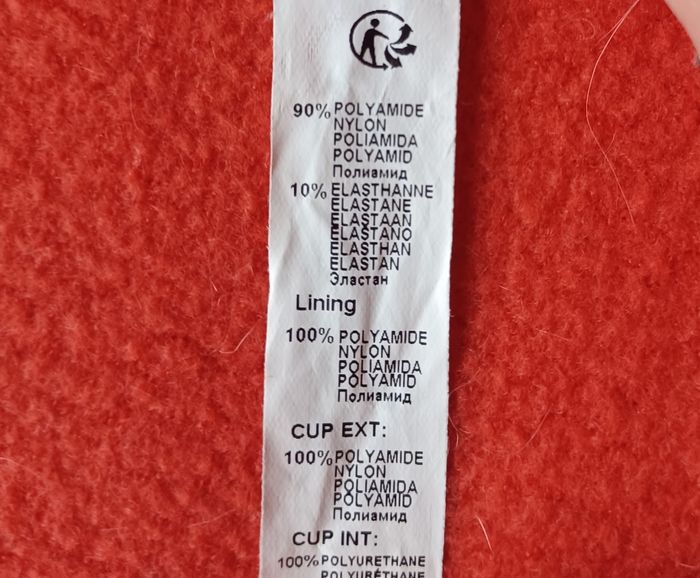 90% POLYAMIDE
NYLON
POLIAMIDA
POLYAMID
Полиамид
10% ELASTHANNE
ELASTANE
ELASTAAN
ELASTANO
ELASTHAN
ELASTAN
Эластан
Lining
100% POLYAMIDE
NYLON
POLIAMIDA
POLYAMID
Полиамид
CUP EXT:
100% POLYAMIDE
NYLON
POLIAMIDA
POLYAMID
Полиамид
CUP INT:
100% POLYURETHANE
POLYURÉTHANE